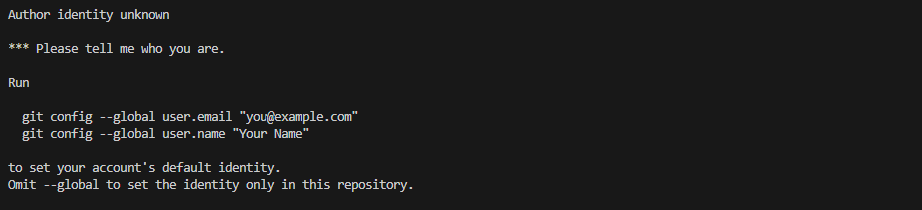 Author identity unknown
*** Please tell me who you are.
Run
git config --global user.email "you@example.com"
git config --global user.name "Your Name"
to set your account's default identity.
Omit --global to set the identity only in this repository.